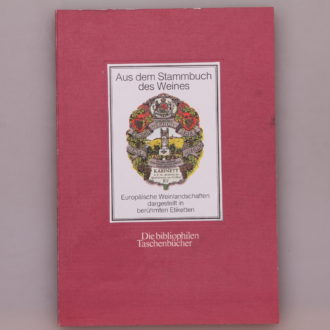 Aus dem Stammbuch
des Weines
KABINETT
Europäische Weinlandschaften
dargestellt in
berühmten Etiketten
Die bibliophilen
Taschenbücher